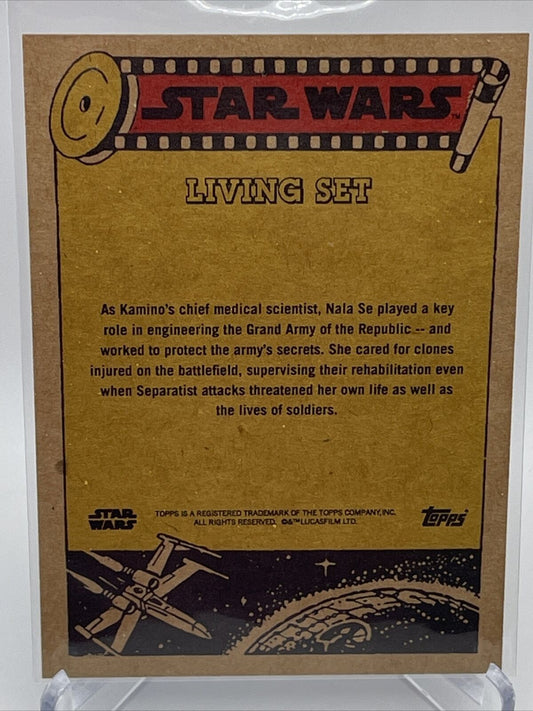 STAR WARS™
LIVING SET
As Kamino's chief medical scientist, Nala Se played a key
role in engineering the Grand Army of the Republic -- and
worked to protect the army's secrets. She cared for clones
injured on the battlefield, supervising their rehabilitation even
when Separatist attacks threatened her own life as well as
the lives of soldiers.
STAR
WARS
TOPPS IS A REGISTERED TRADEMARK OF THE TOPPS COMPANY, INC.
ALL RIGHTS RESERVED. ©&™ LUCASFILM LTD.
topps®